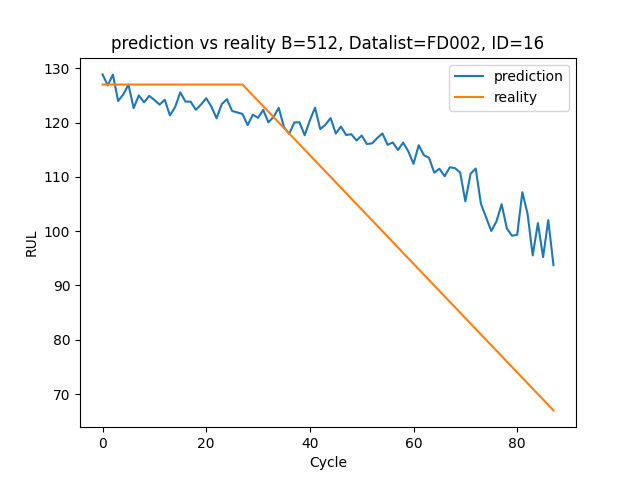 prediction vs reality B=512, Datalist=FD002, ID=16
prediction
reality
130
120
110
100
90
80
70
RUL
0 20 40 60 80
Cycle